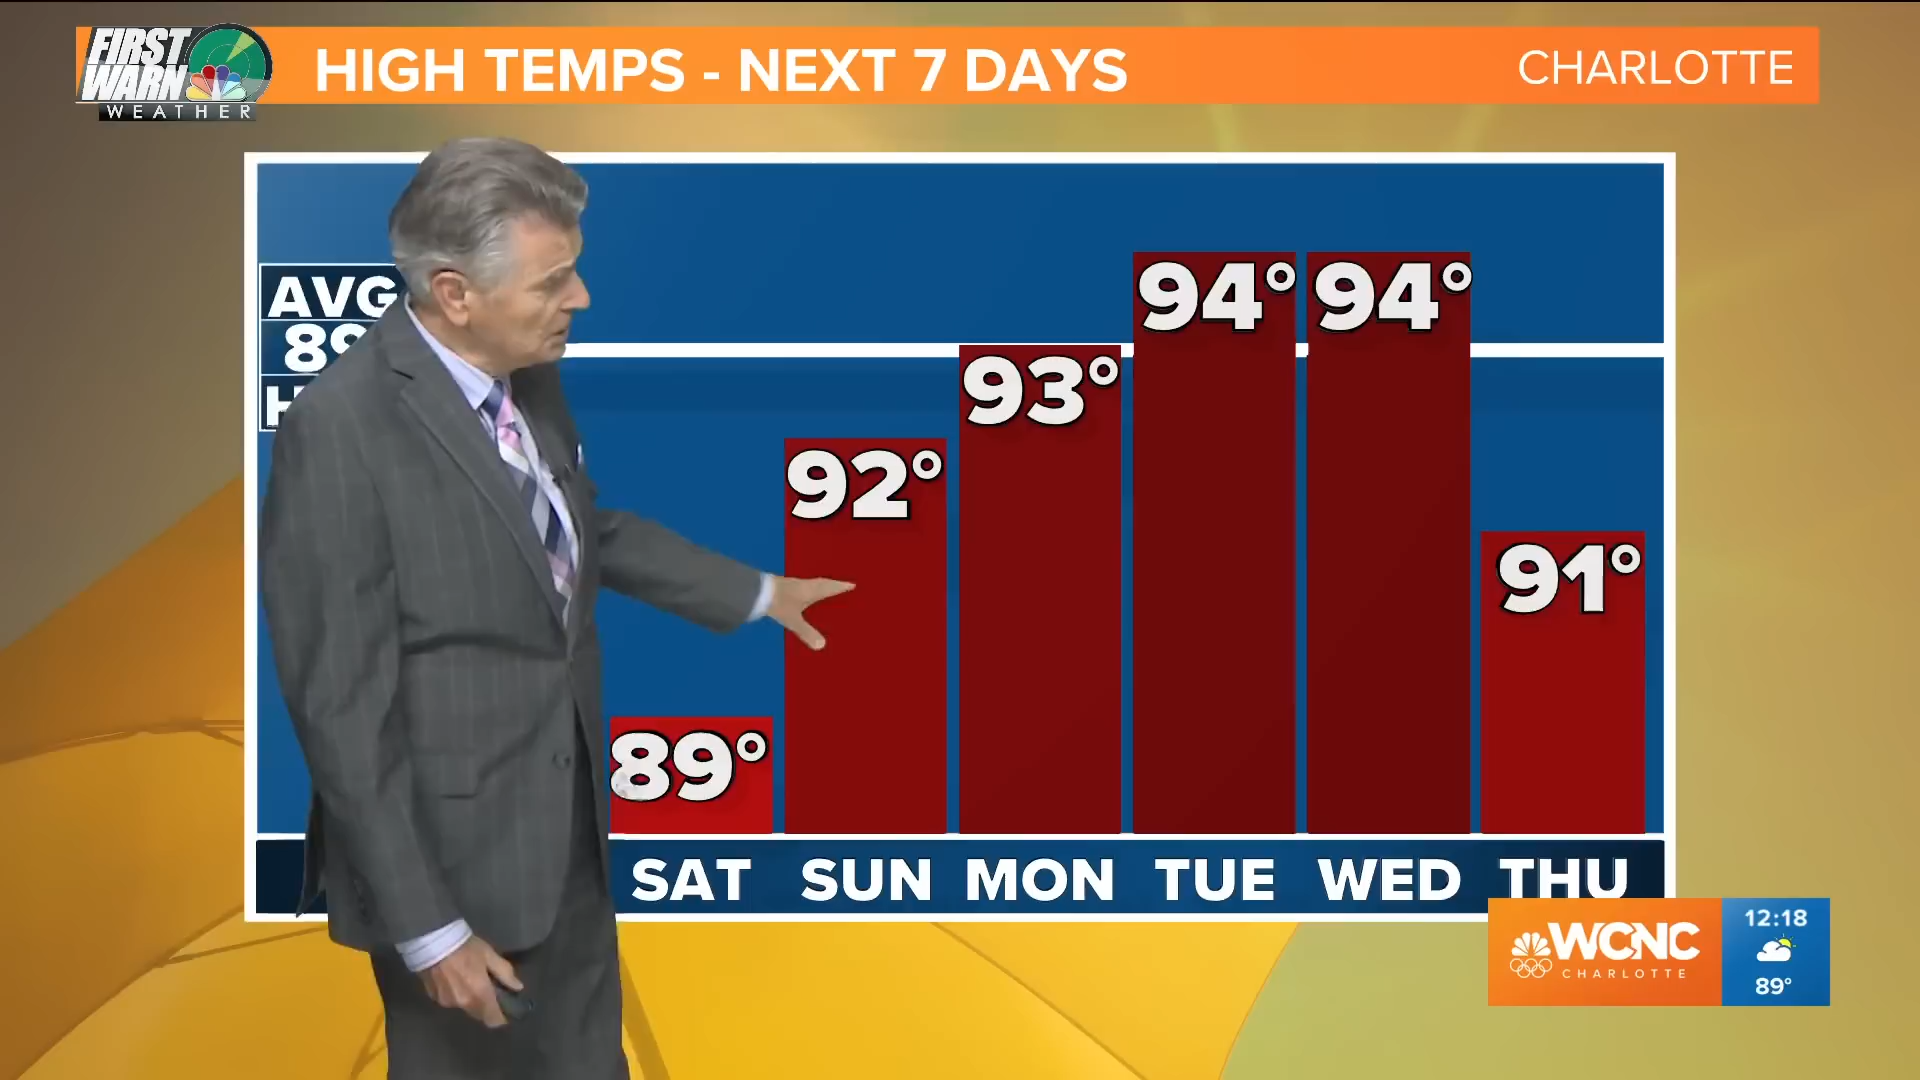 FIRST
WARN
WEATHER
HIGH TEMPS - NEXT 7 DAYS
CHARLOTTE
AVG
89
94° 94°
93°
92°
91°
89°
SAT SUN MON TUE WED THU
WCNC
CHARLOTTE
12:18
89°